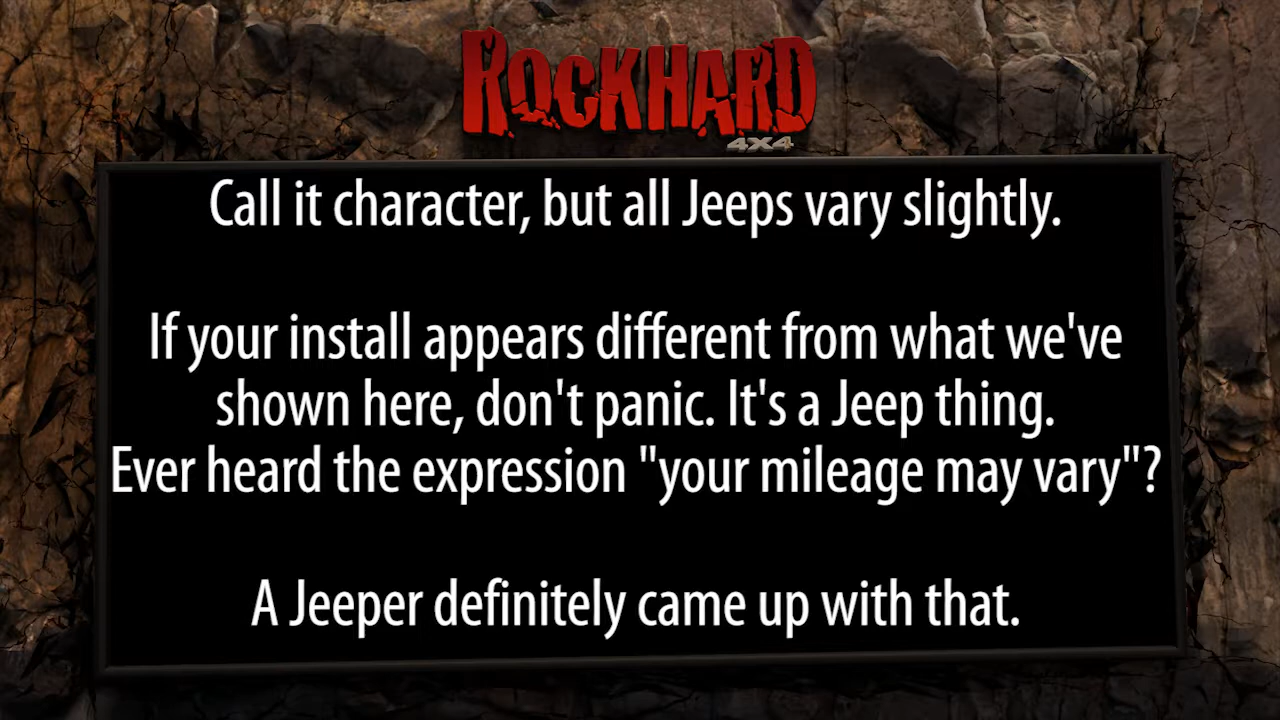 ROCKHARD
4X4
Call it character, but all Jeeps vary slightly.
If your install appears different from what we've
shown here, don't panic. It's a Jeep thing.
Ever heard the expression "your mileage may vary"?
A Jeeper definitely came up with that.